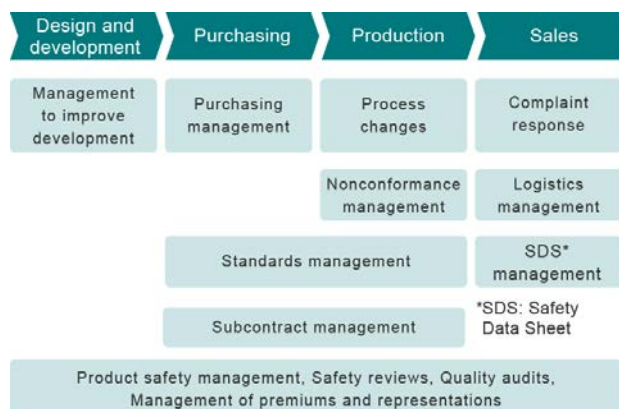 Design and
development
Purchasing
Production
Sales
Management
to improve
development
Purchasing
management
Process
changes
Complaint
response
Nonconformance
management
Logistics
management
Standards management
SDS*
management
Subcontract management
*SDS: Safety
Data Sheet
Product safety management, Safety reviews, Quality audits,
Management of premiums and representations